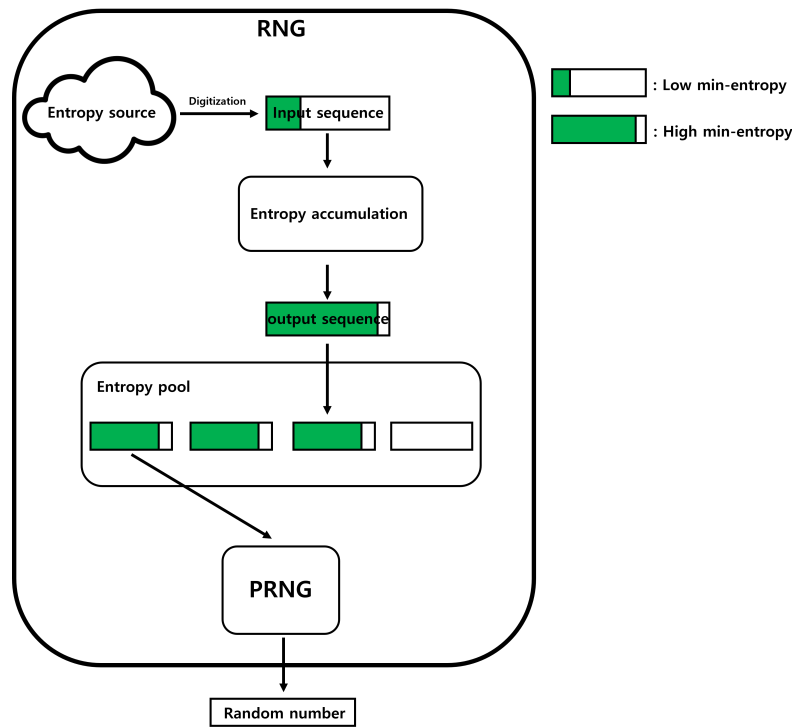 RNG
Entropy source
Digitization
Input sequence
: Low min-entropy
: High min-entropy
Entropy accumulation
output sequence
Entropy pool
PRNG
Random number